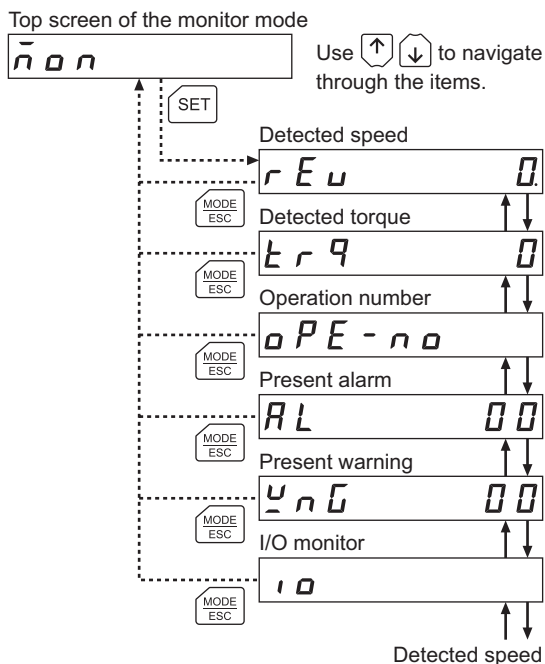 Top screen of the monitor mode
n̄on
Use ↑ ↓ to navigate
through the items.
SET
Detected speed
rEu 0.
MODE
ESC
Detected torque
trq 0
MODE
ESC
Operation number
oPE-no
MODE
ESC
Present alarm
AL 00
MODE
ESC
Present warning
WnG 00
MODE
ESC
I/O monitor
io
MODE
ESC
Detected speed